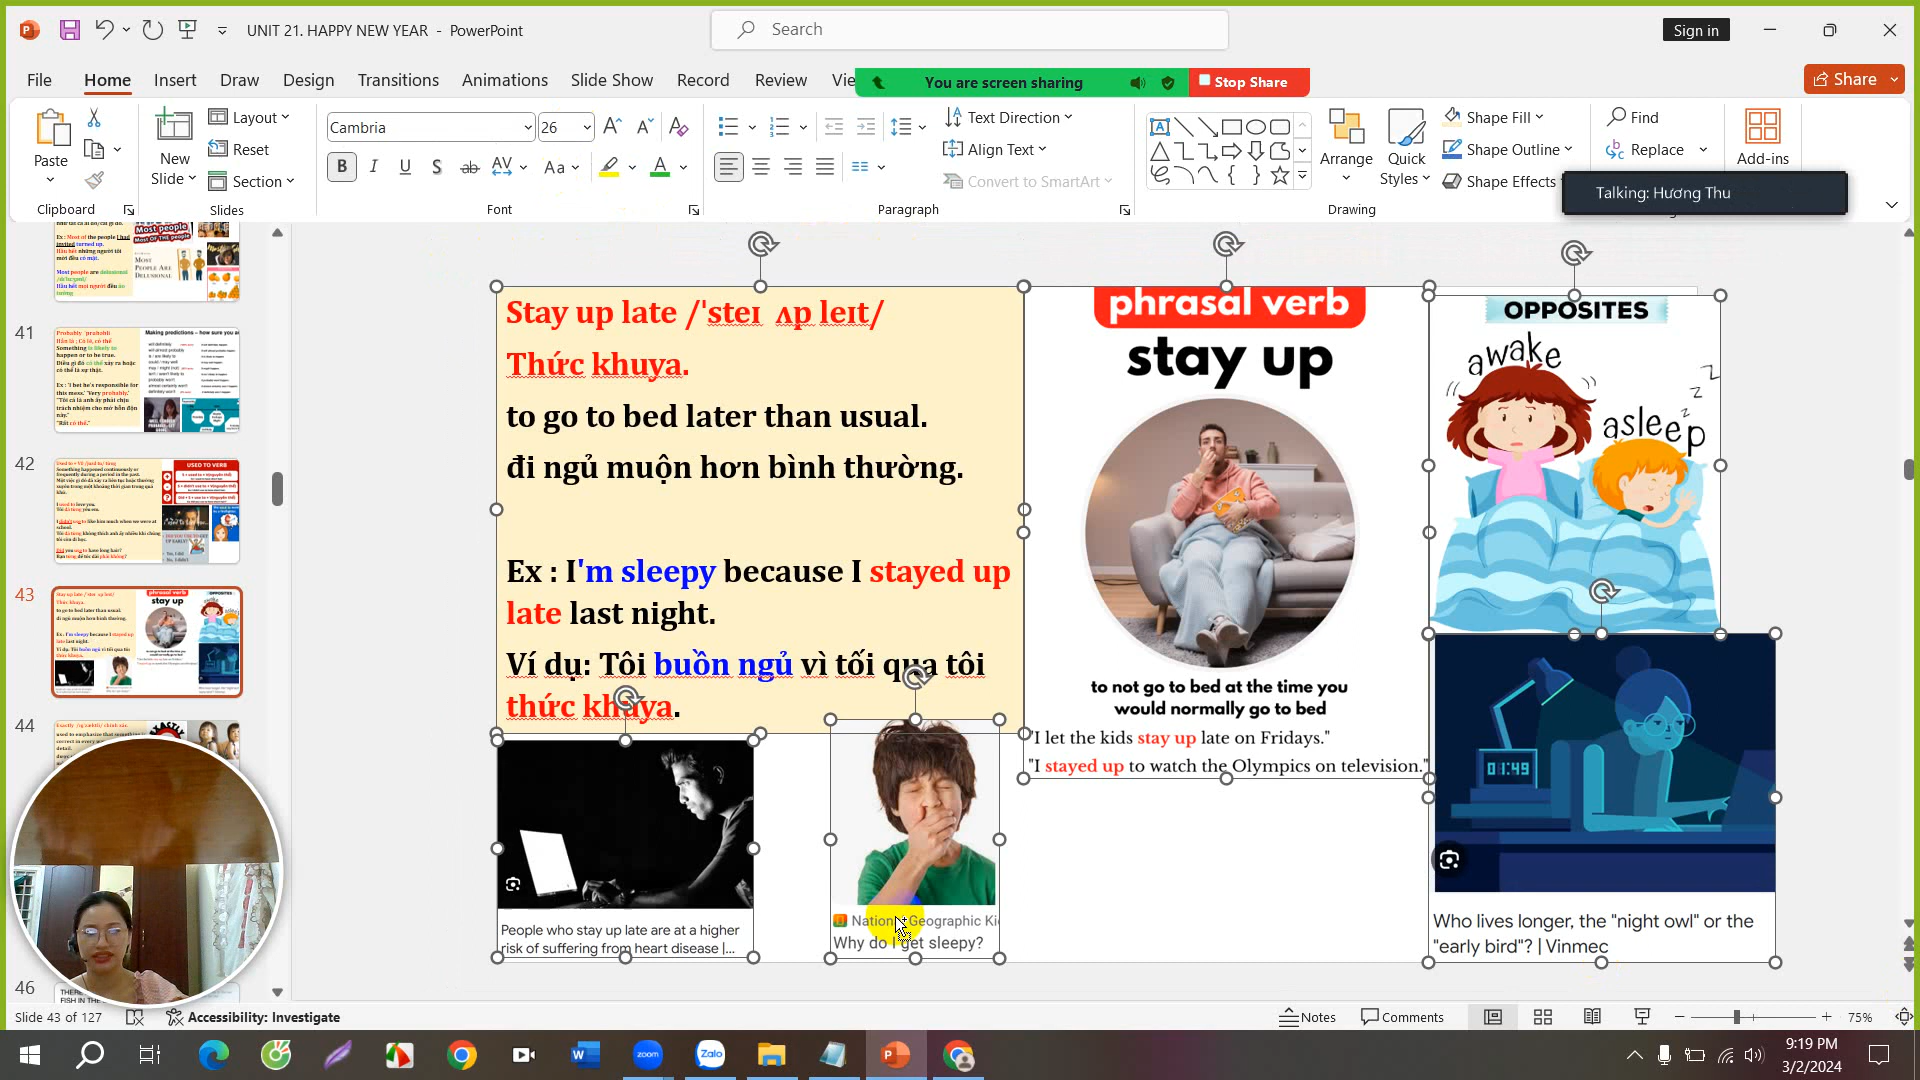 UNIT 21. HAPPY NEW YEAR - PowerPoint
Search
Sign in
File Home Insert Draw Design Transitions Animations Slide Show Record Review Vie
You are screen sharing
Stop Share
Share
Paste
New Slide
Layout
Reset
Section
Cambria
26
Text Direction
Align Text
Convert to SmartArt
Arrange
Quick Styles
Shape Fill
Shape Outline
Shape Effects
Find
Replace
Add-ins
Talking: Hương Thu
Clipboard
Slides
Font
Paragraph
Drawing
41
42
43
44
46
Stay up late /'steɪ ʌp leɪt/
Thức khuya.
to go to bed later than usual.
đi ngủ muộn hơn bình thường.
Ex : I'm sleepy because I stayed up
late last night.
Ví dụ: Tôi buồn ngủ vì tối qua tôi
thức khuya.
phrasal verb
stay up
to not go to bed at the time you
would normally go to bed
"I let the kids stay up late on Fridays."
"I stayed up to watch the Olympics on television."
OPPOSITES
awake
asleep
z z z z
01:49
Who lives longer, the "night owl" or the
"early bird"? | Vinmec
People who stay up late are at a higher
risk of suffering from heart disease |...
National Geographic Ki
Why do I get sleepy?
Slide 43 of 127
Accessibility: Investigate
Notes
Comments
75%
zoom
Zalo
9:19 PM
3/2/2024